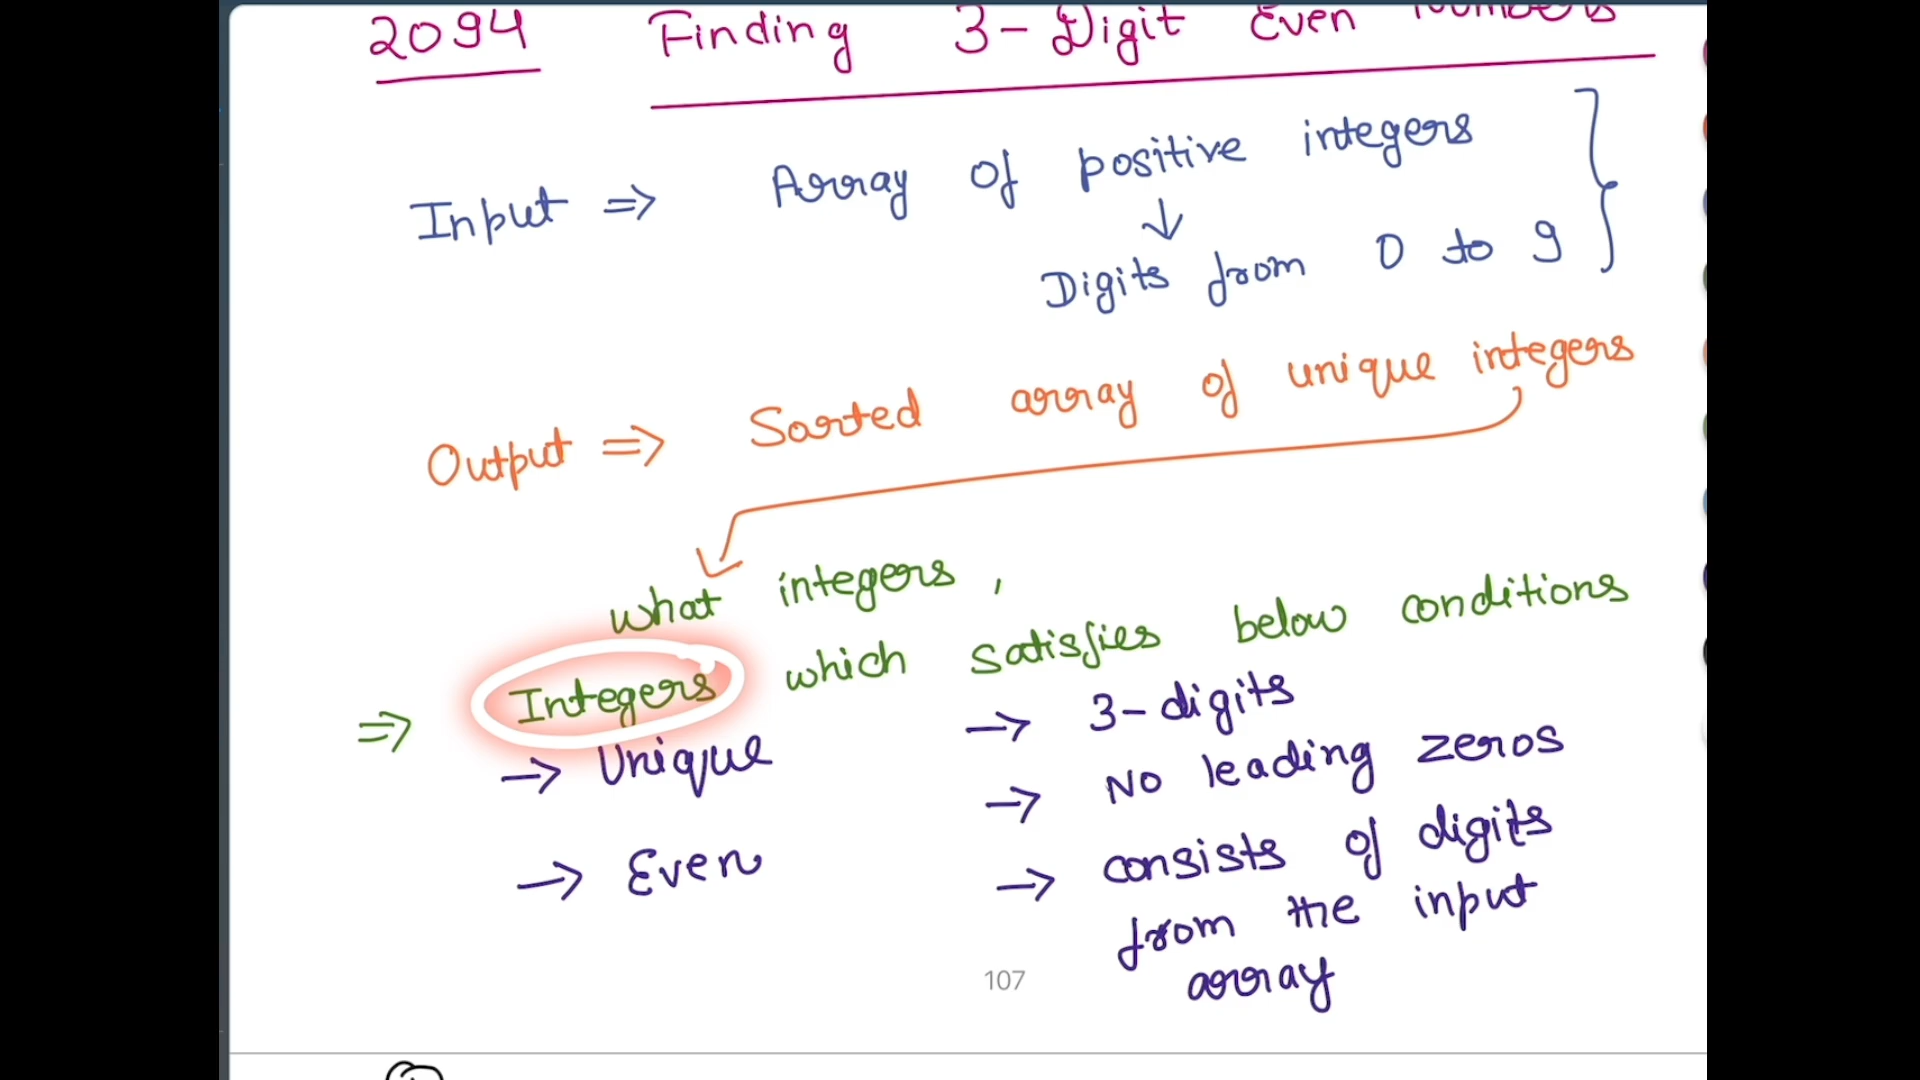 2094 Finding 3-Digit Even Numbers
Input => Array of positive integers
Digits from 0 to 9
Output => Sorted array of unique integers
what integers,
=> Integers which satisfies below conditions
-> Unique -> 3-digits
-> No leading zeros
-> Even -> consists of digits
from the input
array
107